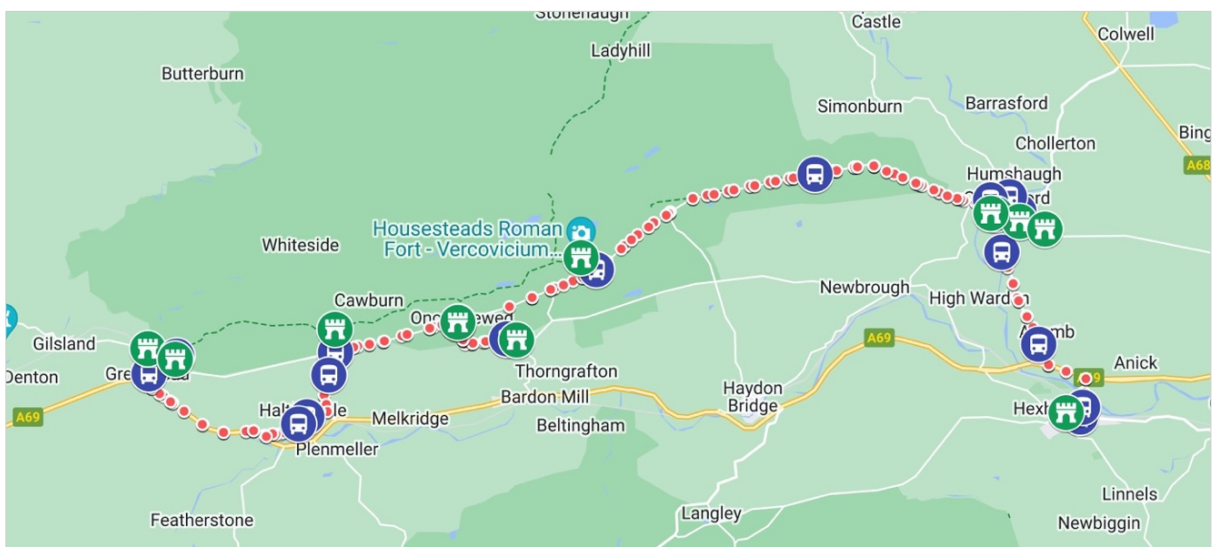 Stonehaugh
Castle
Colwell
Ladyhill
Butterburn
Simonburn
Barrasford
Bing
Chollerton
A68
Humshaugh
Housesteads Roman
Fort - Vercovicium
...
Whiteside
Newbrough
High Warden
Cawburn
Gilsland
Denton
Thorngrafton
Anick
Haydon
Bridge
Bardon Mill
A69
A69
Melkridge
Beltingham
Plenmeller
Linnels
Langley
Featherstone
Newbiggin